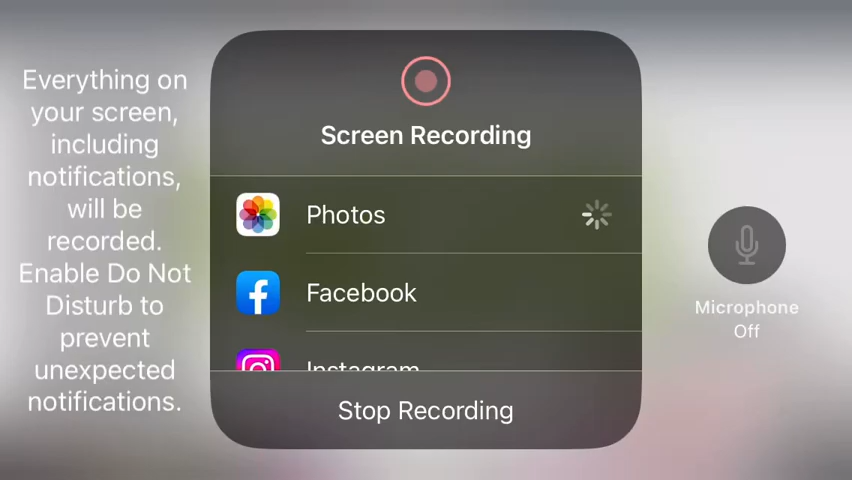 Everything on
your screen,
including
notifications,
will be
recorded.
Enable Do Not
Disturb to
prevent
unexpected
notifications.
Screen Recording
Photos
Facebook
Instagram
Stop Recording
Microphone
Off